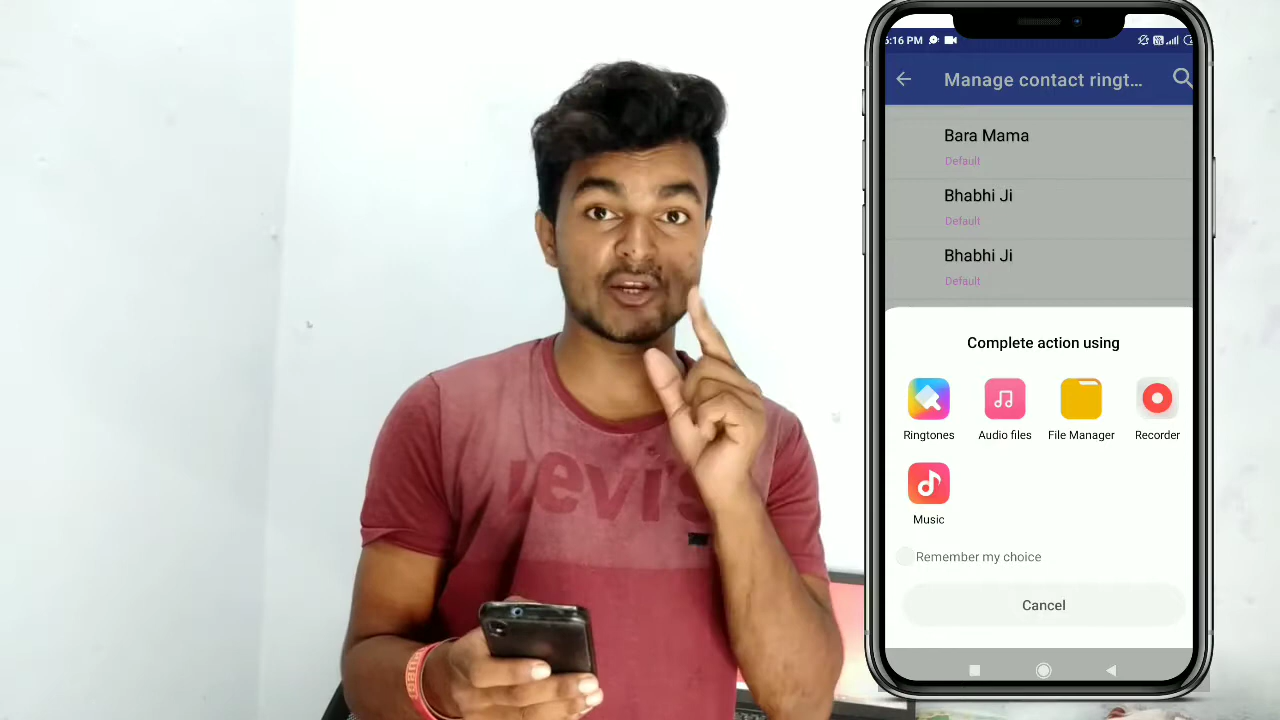 5:16 PM
Manage contact ringt...
Bara Mama
Default
Bhabhi Ji
Default
Bhabhi Ji
Default
Complete action using
Ringtones
Audio files
File Manager
Recorder
Music
Remember my choice
Cancel
levi's